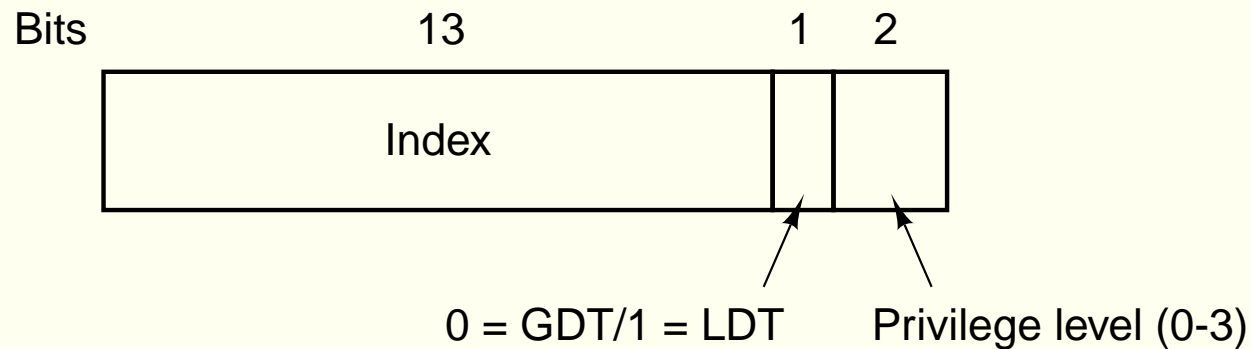 Bits 13 1 2
Index
0 = GDT/1 = LDT Privilege level (0-3)